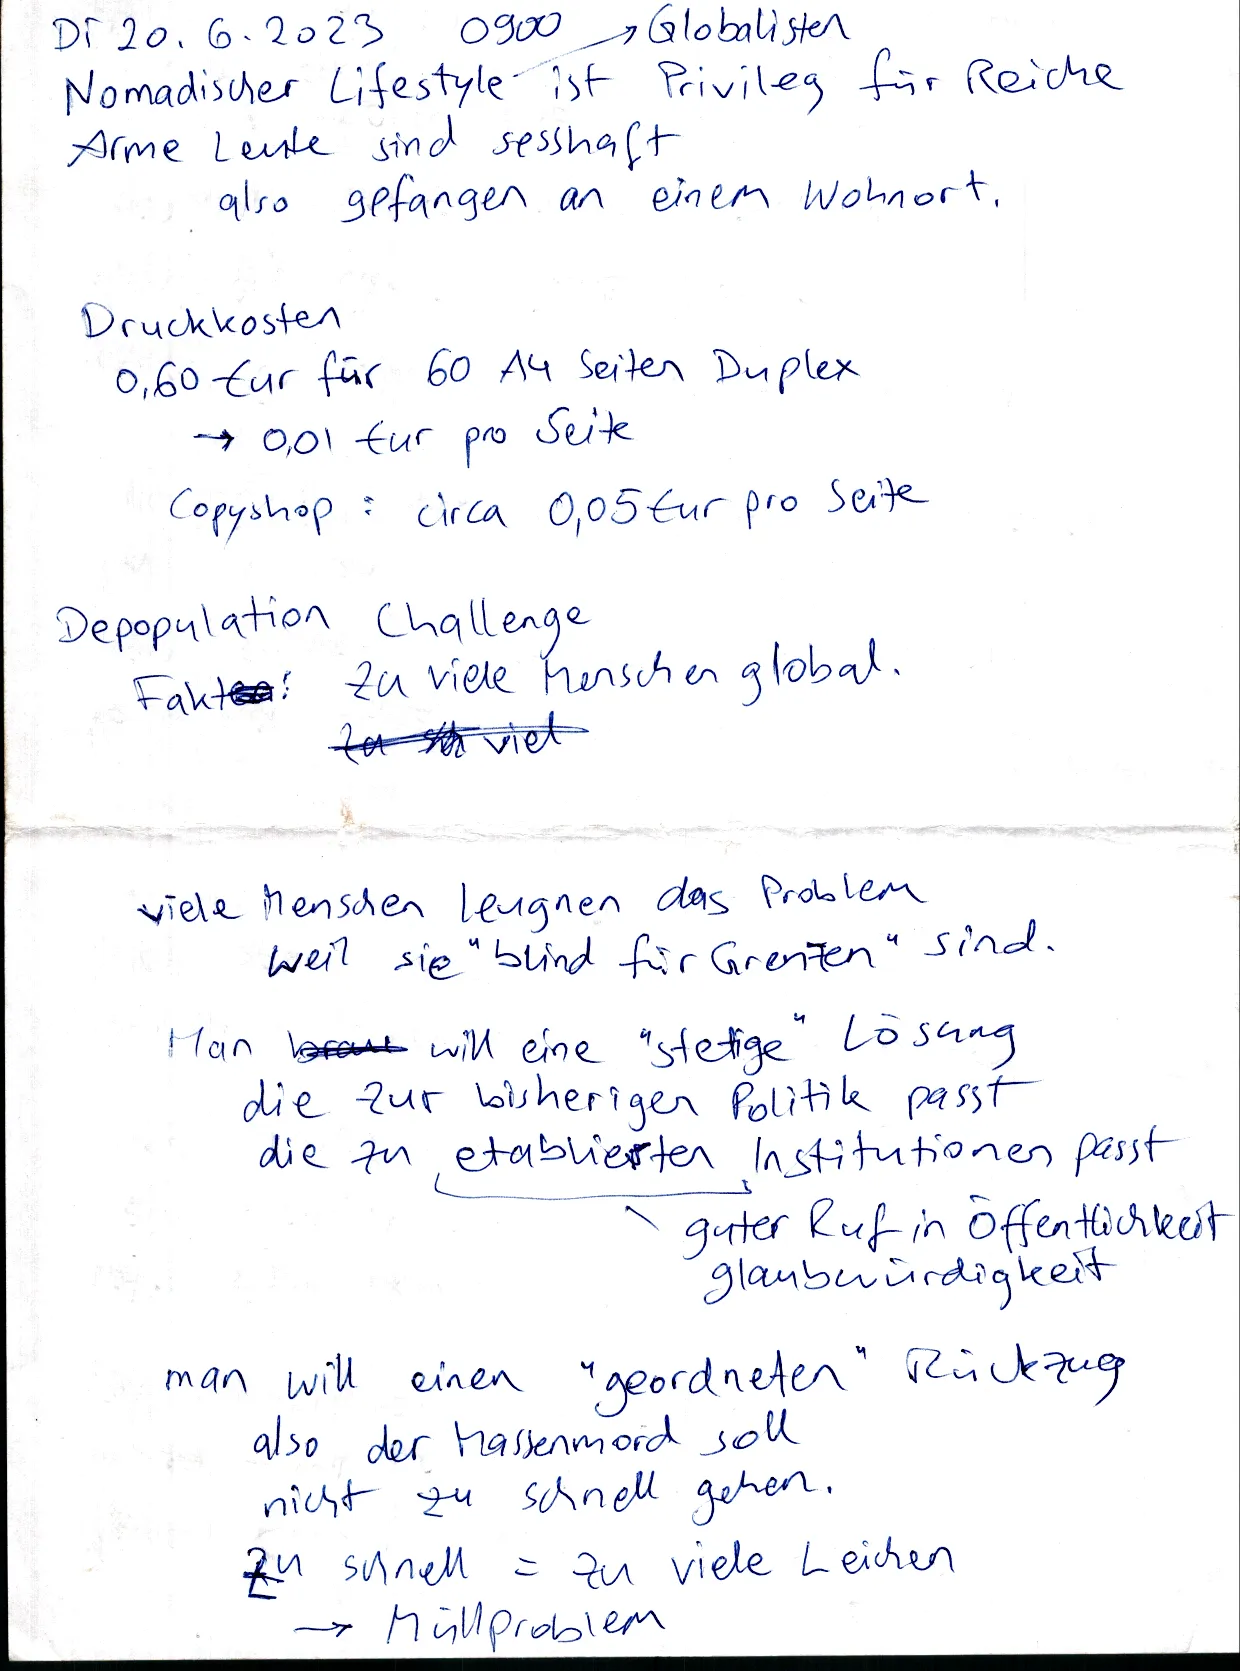 Di 20.6.2023 0900 → Globalisten
Nomadischer Lifestyle ist Privileg für Reiche
Arme Leute sind sesshaft
also gefangen an einem Wohnort.
Druckkosten
0,60 Eur für 60 A4 Seiten Duplex
→ 0,01 Eur pro Seite
Copyshop : circa 0,05 Eur pro Seite
Depopulation Challenge
Fakt: Zu viele Menschen global.
Zu viel
viele Menschen leugnen das Problem
weil sie "blind für Grenzen" sind.
Man will eine "stetige" Lösung
die zur bisherigen Politik passt
die zu etablierten Institutionen passt
guter Ruf in Öffentlichkeit
glaubwürdigkeit
man will einen "geordneten" Rückzug
also der Massenmord soll
nicht zu schnell gehen.
Zu schnell = zu viele Leichen
→ Müllproblem